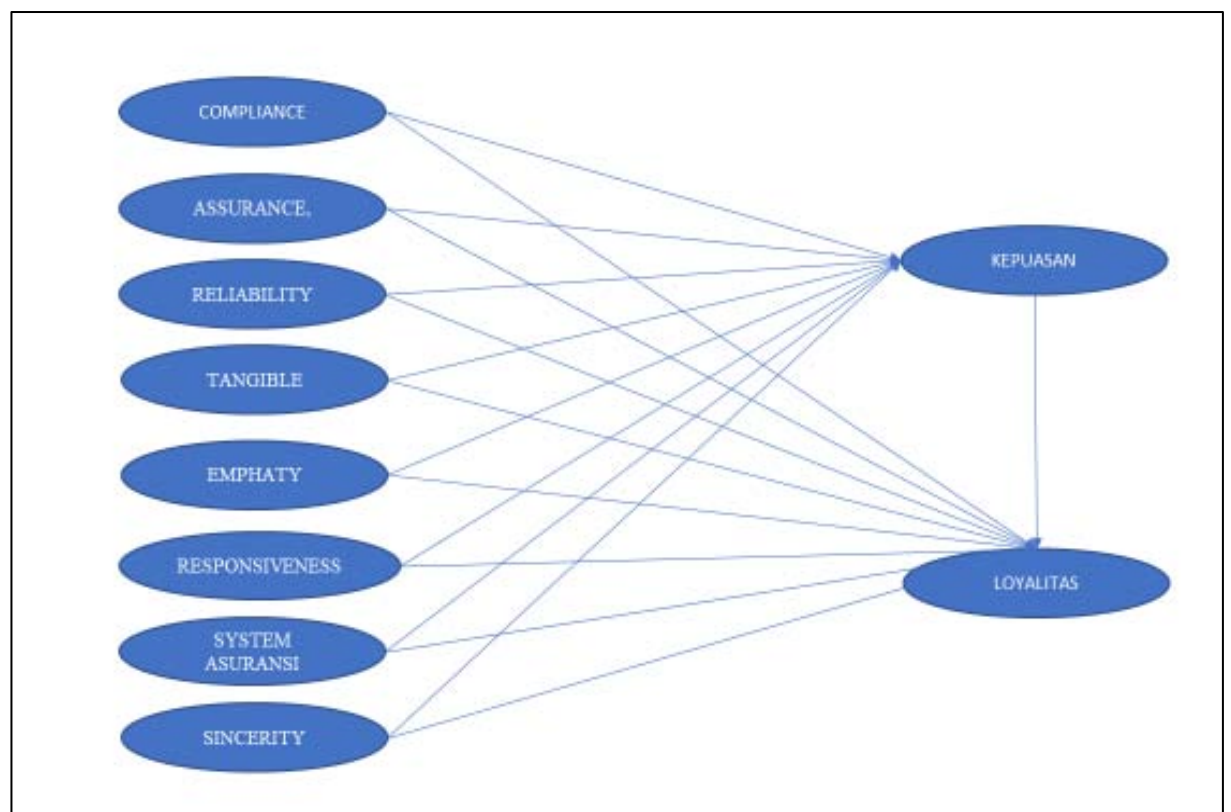 COMPLIANCE
ASSURANCE,
RELIABILITY
TANGIBLE
EMPHATY
RESPONSIVENESS
SYSTEM
ASURANSI
SINCERITY
KEPUASAN
LOYALITAS